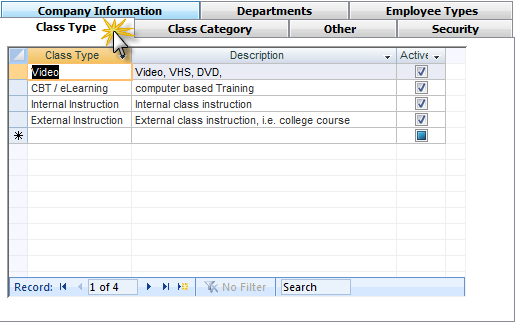 Company Information Departments Employee Types
Class Type Class Category Other Security
Class Type Description Active
Video Video, VHS, DVD,
CBT / eLearning computer based Training
Internal Instruction Internal class instruction
External Instruction External class instruction, i.e. college course
Record: 1 of 4 No Filter Search